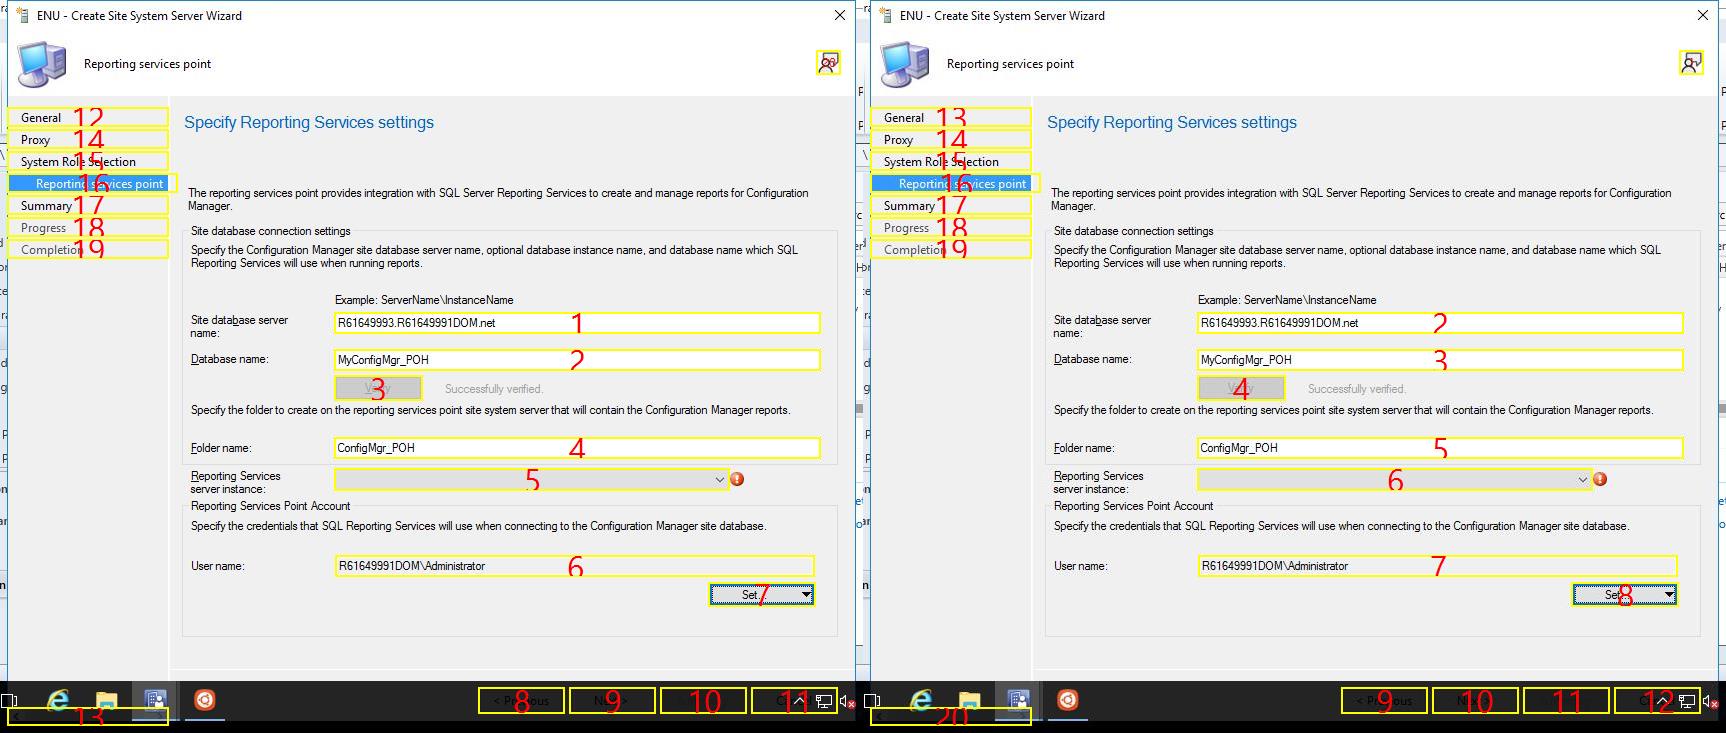 ENU - Create Site System Server Wizard
Reporting services point
12
General
14
Proxy
15
System Role Selection
16
Reporting services point
17
Summary
18
Progress
19
Completion
Specify Reporting Services settings
The reporting services point provides integration with SQL Server Reporting Services to create and manage reports for Configuration
Manager.
Site database connection settings
Specify the Configuration Manager site database server name, optional database instance name, and database name which SQL
Reporting Services will use when running reports.
Example: ServerName\InstanceName
Site database server
name:
R61649993.R61649991DOM.net
1
Database name:
MyConfigMgr_POH
2
3
Successfully verified.
Specify the folder to create on the reporting services point site system server that will contain the Configuration Manager reports.
Folder name:
ConfigMgr_POH
4
Reporting Services
server instance:
5
Reporting Services Point Account
Specify the credentials that SQL Reporting Services will use when connecting to the Configuration Manager site database.
User name:
R61649991DOM\Administrator
6
Set...
7
< Previous
8
9
10
11
13
ENU - Create Site System Server Wizard
Reporting services point
1
13
General
14
Proxy
15
System Role Selection
16
Reporting services point
17
Summary
18
Progress
19
Completion
Specify Reporting Services settings
The reporting services point provides integration with SQL Server Reporting Services to create and manage reports for Configuration
Manager.
Site database connection settings
Specify the Configuration Manager site database server name, optional database instance name, and database name which SQL
Reporting Services will use when running reports.
Example: ServerName\InstanceName
Site database server
name:
R61649993.R61649991DOM.net
2
Database name:
MyConfigMgr_POH
3
4
Successfully verified.
Specify the folder to create on the reporting services point site system server that will contain the Configuration Manager reports.
Folder name:
ConfigMgr_POH
5
Reporting Services
server instance:
6
Reporting Services Point Account
Specify the credentials that SQL Reporting Services will use when connecting to the Configuration Manager site database.
User name:
R61649991DOM\Administrator
7
Set...
8
< Previous
9
10
11
12
20